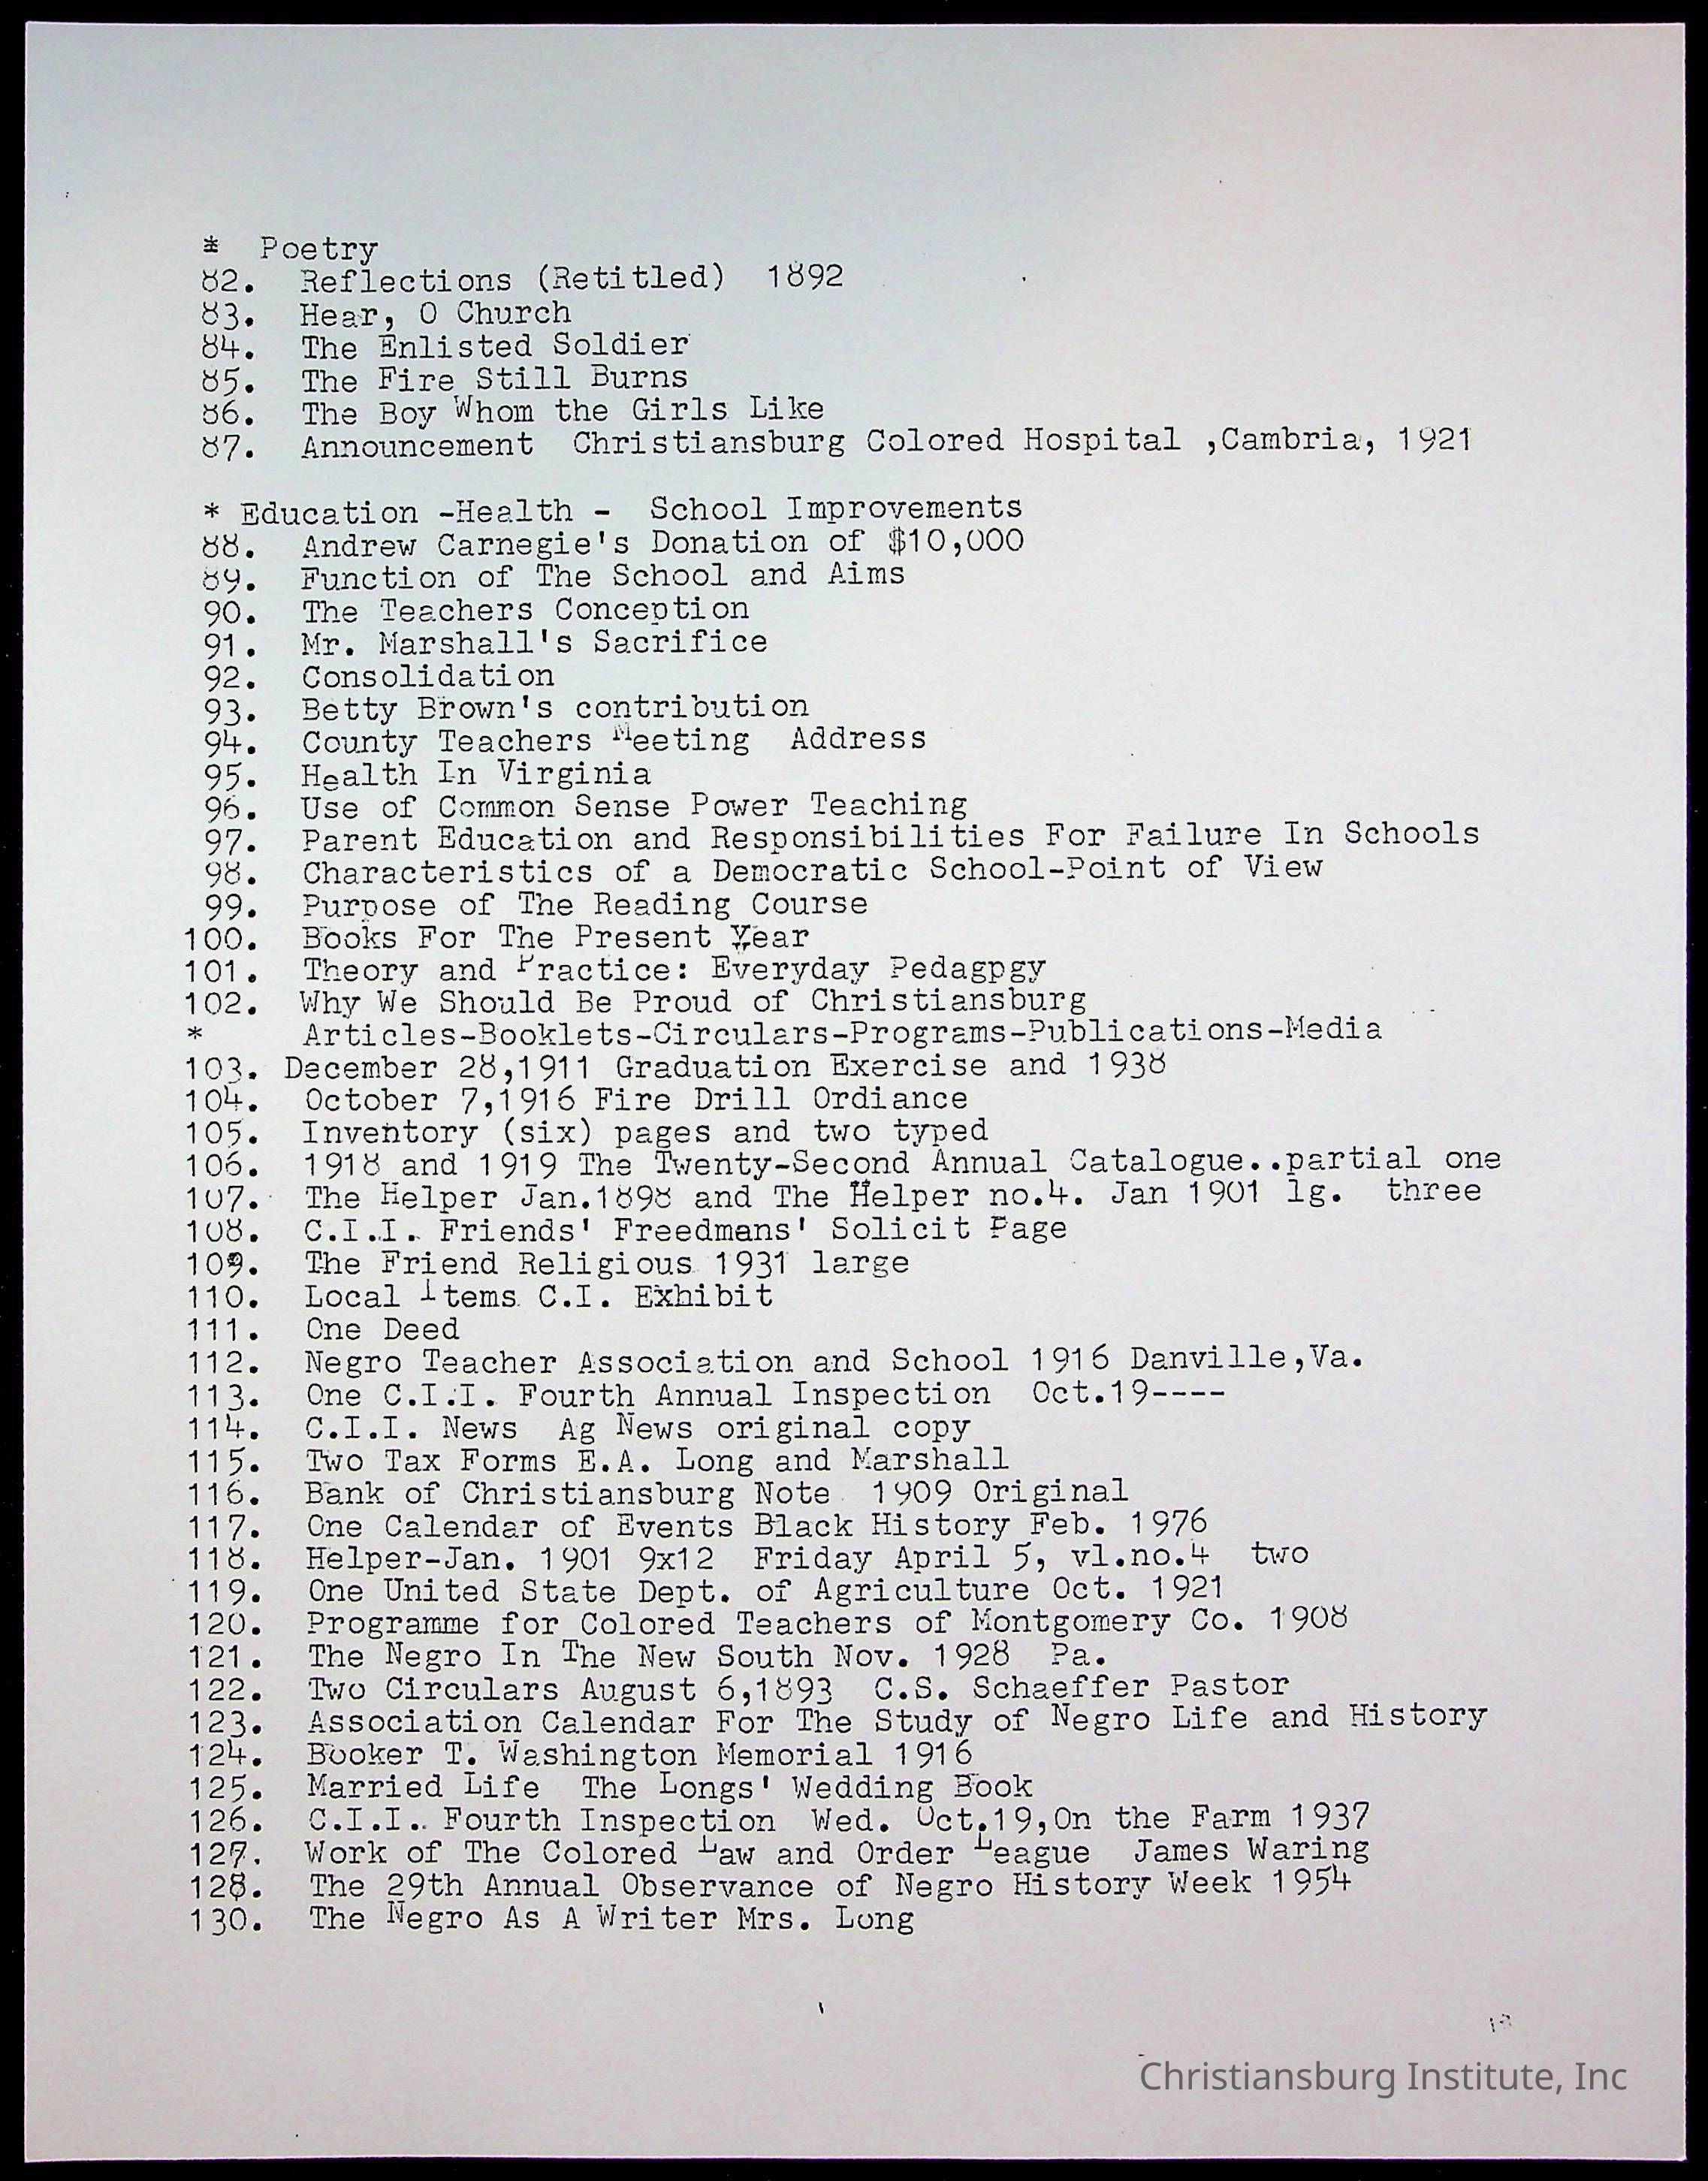 * Poetry
82. Reflections (Retitled) 1892
83. Hear, O Church
84. The Enlisted Soldier
85. The Fire Still Burns
86. The Boy Whom the Girls Like
87. Announcement Christiansburg Colored Hospital ,Cambria, 1921
* Education -Health - School Improvements
88. Andrew Carnegie's Donation of $10,000
89. Function of The School and Aims
90. The Teachers Conception
91. Mr. Marshall's Sacrifice
92. Consolidation
93. Betty Brown's contribution
94. County Teachers Meeting Address
95. Health In Virginia
96. Use of Common Sense Power Teaching
97. Parent Education and Responsibilities For Failure In Schools
98. Characteristics of a Democratic School-Point of View
99. Purpose of The Reading Course
100. Books For The Present Year
101. Theory and Practice: Everyday Pedagpgy
102. Why We Should Be Proud of Christiansburg
* Articles-Booklets-Circulars-Programs-Publications-Media
103. December 28,1911 Graduation Exercise and 1938
104. October 7,1916 Fire Drill Ordiance
105. Inventory (six) pages and two typed
106. 1918 and 1919 The Twenty-Second Annual Catalogue..partial one
107. The Helper Jan.1898 and The Helper no.4. Jan 1901 lg. three
108. C.I.I. Friends' Freedmans' Solicit Page
109. The Friend Religious 1931 large
110. Local Items C.I. Exhibit
111. One Deed
112. Negro Teacher Association and School 1916 Danville,Va.
113. One C.I.I. Fourth Annual Inspection Oct.19----
114. C.I.I. News Ag News original copy
115. Two Tax Forms E.A. Long and Marshall
116. Bank of Christiansburg Note 1909 Original
117. One Calendar of Events Black History Feb. 1976
118. Helper-Jan. 1901 9x12 Friday April 5, vl.no.4 two
119. One United State Dept. of Agriculture Oct. 1921
120. Programme for Colored Teachers of Montgomery Co. 1908
121. The Negro In The New South Nov. 1928 Pa.
122. Two Circulars August 6,1893 C.S. Schaeffer Pastor
123. Association Calendar For The Study of Negro Life and History
124. Booker T. Washington Memorial 1916
125. Married Life The Longs' Wedding Book
126. C.I.I. Fourth Inspection Wed. Oct.19,On the Farm 1937
127. Work of The Colored Law and Order League James Waring
128. The 29th Annual Observance of Negro History Week 1954
130. The Negro As A Writer Mrs. Long
Christiansburg Institute, Inc